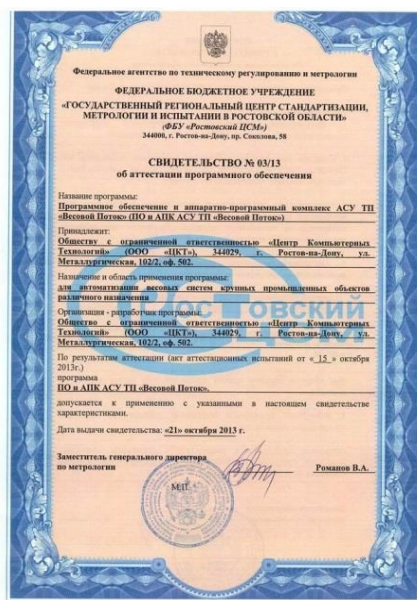 Федеральное агентство по техническому регулированию и метрологии
ФЕДЕРАЛЬНОЕ БЮДЖЕТНОЕ УЧРЕЖДЕНИЕ
«ГОСУДАРСТВЕННЫЙ РЕГИОНАЛЬНЫЙ ЦЕНТР СТАНДАРТИЗАЦИИ,
МЕТРОЛОГИИ И ИСПЫТАНИЙ В РОСТОВСКОЙ ОБЛАСТИ»
(ФБУ «Ростовский ЦСМ»)
344000, г. Ростов-на-Дону, пр. Соколова, 58
СВИДЕТЕЛЬСТВО № 03/13
об аттестации программного обеспечения
Название программы:
Программное обеспечение и аппаратно-программный комплекс АСУ ТП
«Весовой Поток» (ПО и АПК АСУ ТП «Весовой Поток»)
Принадлежит:
Обществу с ограниченной ответственностью «Центр Компьютерных
Технологий» (ООО «ЦКТ»), 344029, г. Ростов-на-Дону, ул.
Металлургическая, 102/2, оф. 502.
Назначение и область применения программы:
для автоматизации весовых систем крупных промышленных объектов
различного назначения
Организация - разработчик программы:
Общество с ограниченной ответственностью «Центр Компьютерных
Технологий» (ООО «ЦКТ»), 344029, г. Ростов-на-Дону, ул.
Металлургическая, 102/2, оф. 502.
По результатам аттестации (акт аттестационных испытаний от « 15 » октября
2013г.)
программа
ПО и АПК АСУ ТП «Весовой Поток».
допускается к применению с указанными в настоящем свидетельстве
характеристиками.
Дата выдачи свидетельства: «21» октября 2013 г.
Заместитель генерального директора
по метрологии
Романов В.А.
М.П.
Ростовский